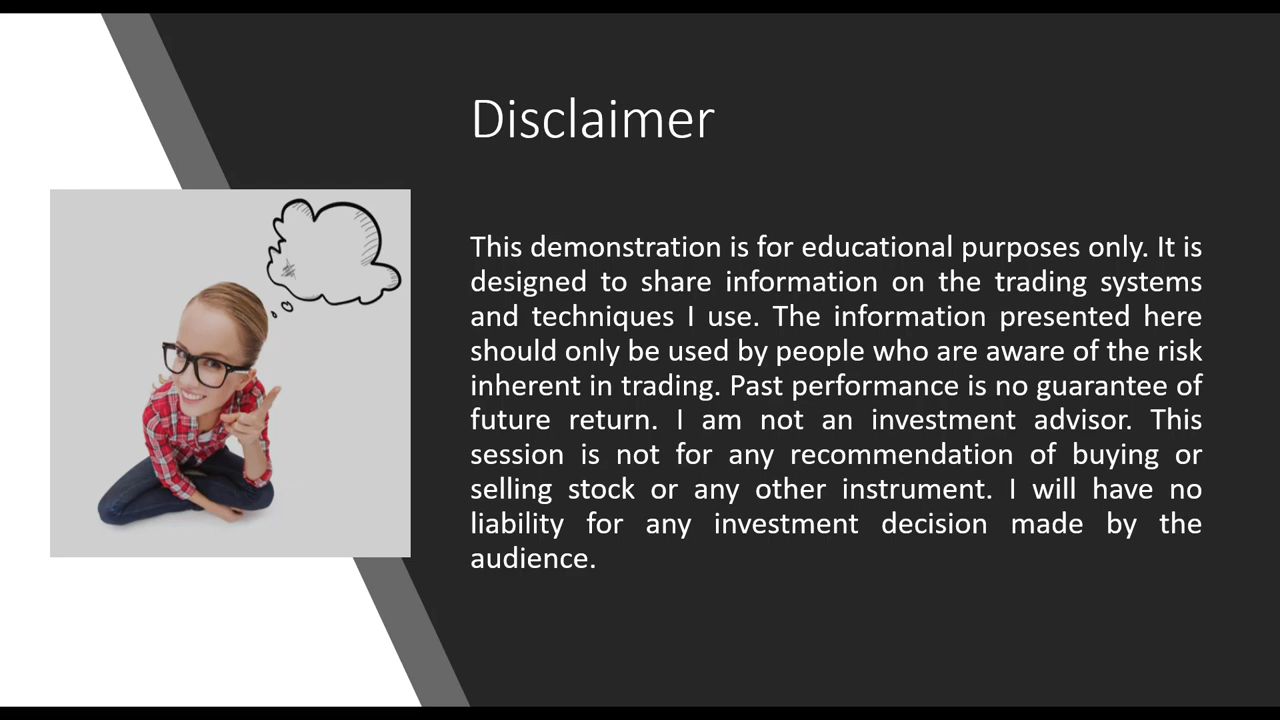 Disclaimer
This demonstration is for educational purposes only. It is
designed to share information on the trading systems
and techniques I use. The information presented here
should only be used by people who are aware of the risk
inherent in trading. Past performance is no guarantee of
future return. I am not an investment advisor. This
session is not for any recommendation of buying or
selling stock or any other instrument. I will have no
liability for any investment decision made by the
audience.